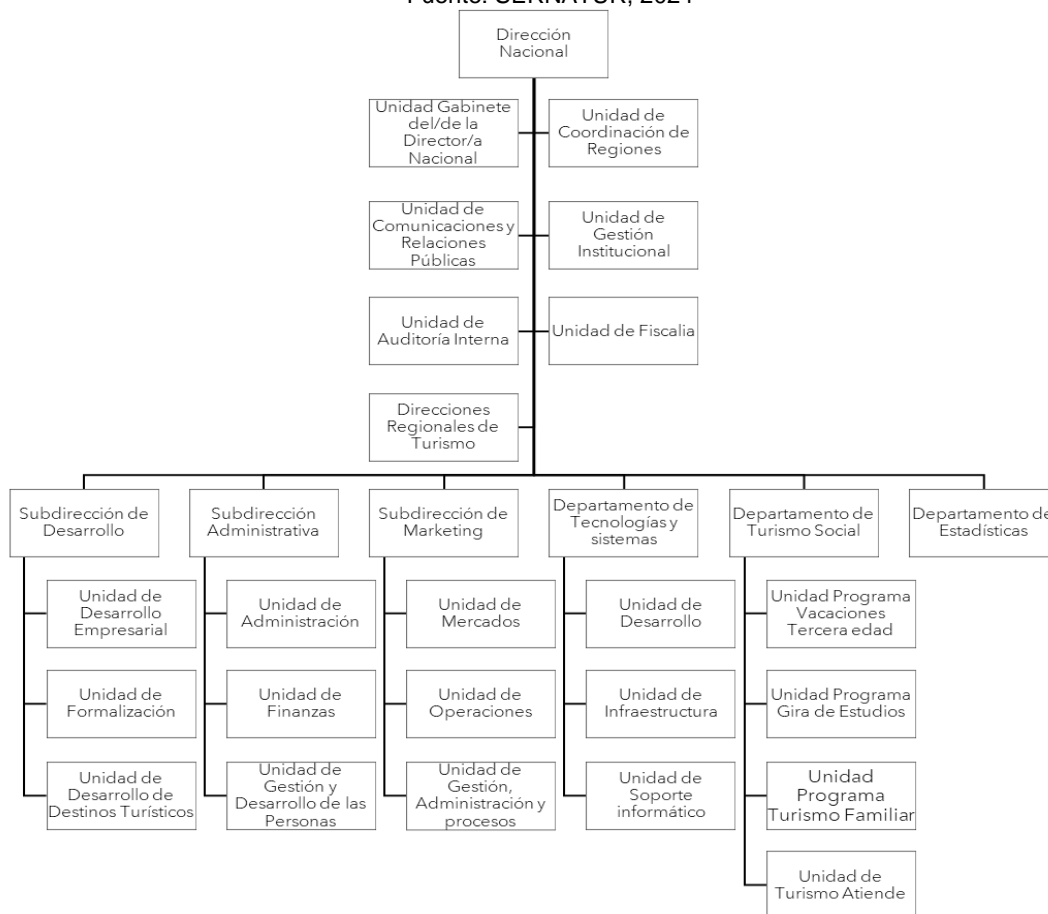 Fuente: SERNATUR, 2024
Dirección
Nacional
Unidad Gabinete
del/de la
Director/a
Nacional
Unidad de
Coordinación de
Regiones
Unidad de
Comunicaciones y
Relaciones
Públicas
Unidad de
Gestión
Institucional
Unidad de
Auditoría Interna
Unidad de Fiscalia
Direcciones
Regionales de
Turismo
Subdirección de
Desarrollo
Subdirección
Administrativa
Subdirección de
Marketing
Departamento de
Tecnologías y
sistemas
Departamento de
Turismo Social
Departamento de
Estadísticas
Unidad de
Desarrollo
Empresarial
Unidad de
Formalización
Unidad de
Desarrollo de
Destinos Turísticos
Unidad de
Administración
Unidad de
Finanzas
Unidad de
Gestión y
Desarrollo de las
Personas
Unidad de
Mercados
Unidad de
Operaciones
Unidad de
Gestión,
Administración y
procesos
Unidad de
Desarrollo
Unidad de
Infraestructura
Unidad de
Soporte
informático
Unidad Programa
Vacaciones
Tercera edad
Unidad Programa
Gira de Estudios
Unidad
Programa
Turismo Familiar
Unidad de
Turismo Atiende